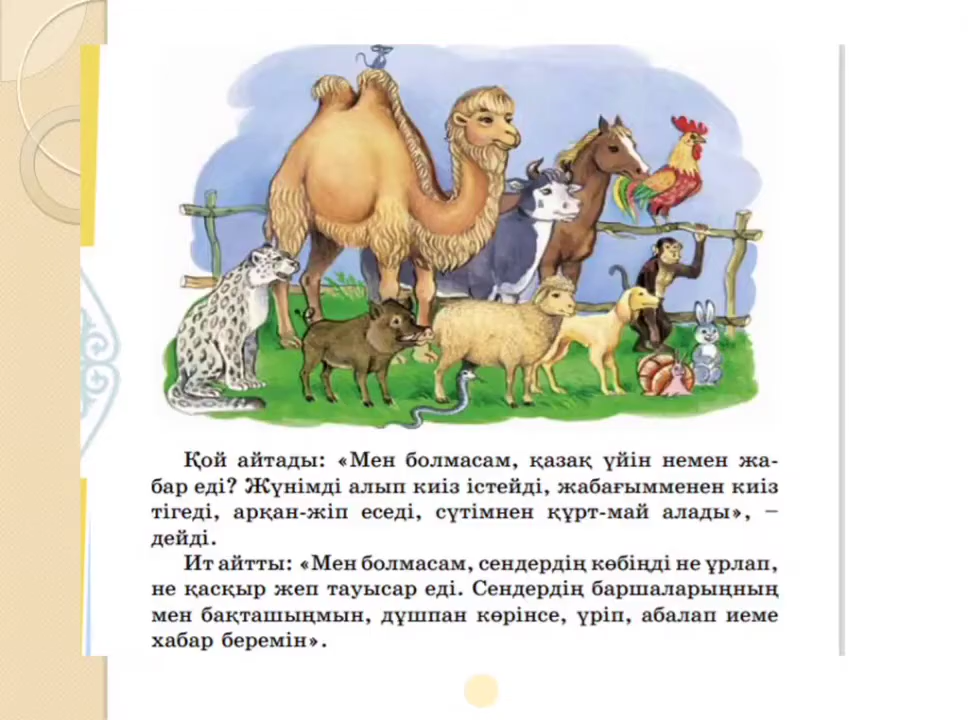 Қой айтады: «Мен болмасам, қазақ үйін немен жа-
бар еді? Жүнімді алып киіз істейді, жабағымменен киіз
тігеді, арқан-жіп еседі, сүтімнен құрт-май алады», –
дейді.
Ит айтты: «Мен болмасам, сендердің көбіңді не ұрлап,
не қасқыр жеп тауысар еді. Сендердің баршаларыңның
мен бақташыңмын, дұшпан көрінсе, үріп, абалап иеме
хабар беремін».